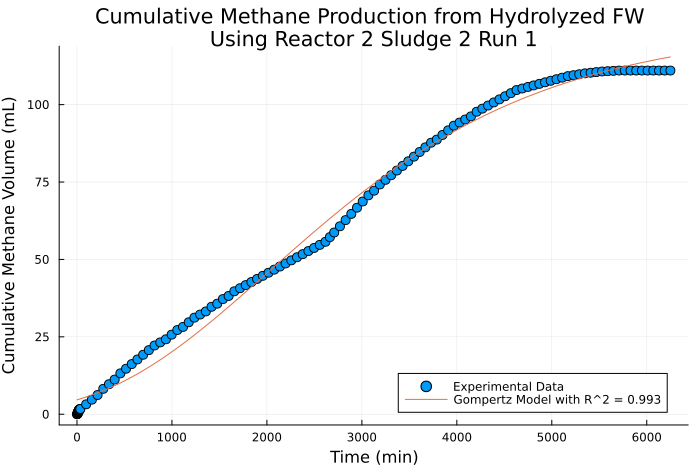 Cumulative Methane Production from Hydrolyzed FW
Using Reactor 2 Sludge 2 Run 1
Cumulative Methane Volume (mL)
100
75
50
25
0
Experimental Data
Gompertz Model with R^2 = 0.993
0 1000 2000 3000 4000 5000 6000
Time (min)